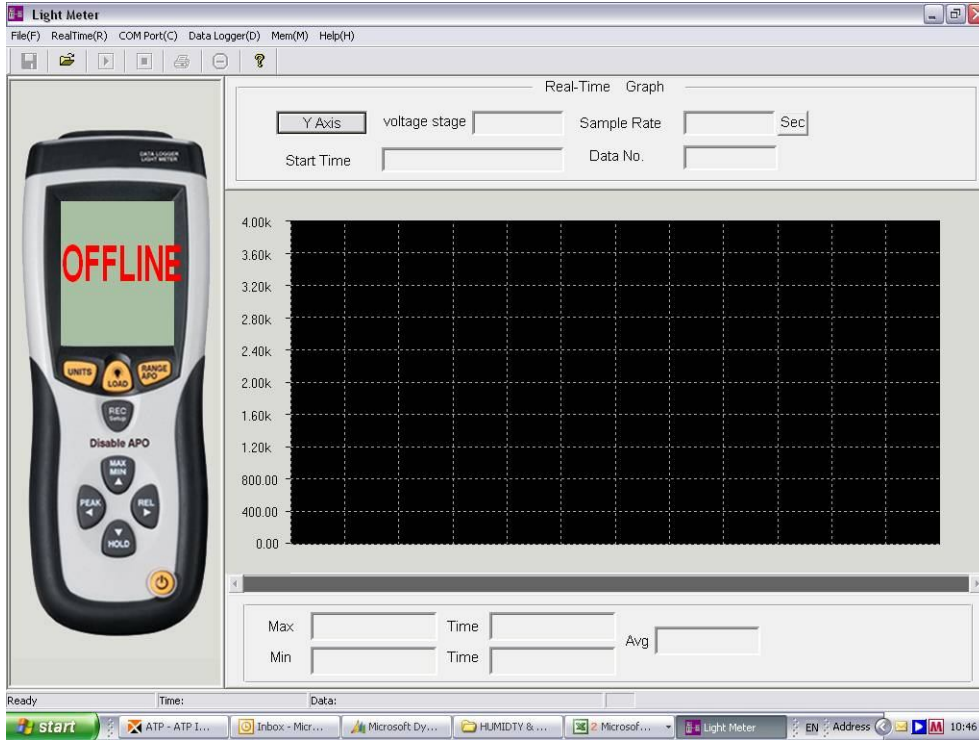 Light Meter
File(F) RealTime(R) COM Port(C) Data Logger(D) Mem(M) Help(H)
Real-Time Graph
Y Axis voltage stage Sample Rate Sec
Start Time Data No.
DATA LOGGER
LIGHT METER
OFFLINE
UNITS
LOAD
RANGE
APO
REC
Setup
Disable APO
MAX
MIN
PEAK
REL
HOLD
4.00k
3.60k
3.20k
2.80k
2.40k
2.00k
1.60k
1.20k
800.00
400.00
0.00
Max Time
Avg
Min Time
Ready Time: Data:
start ATP - ATP I... Inbox - Micr... Microsoft Dy... HUMIDTY & ... 2 Microsof... Light Meter EN Address 10:46